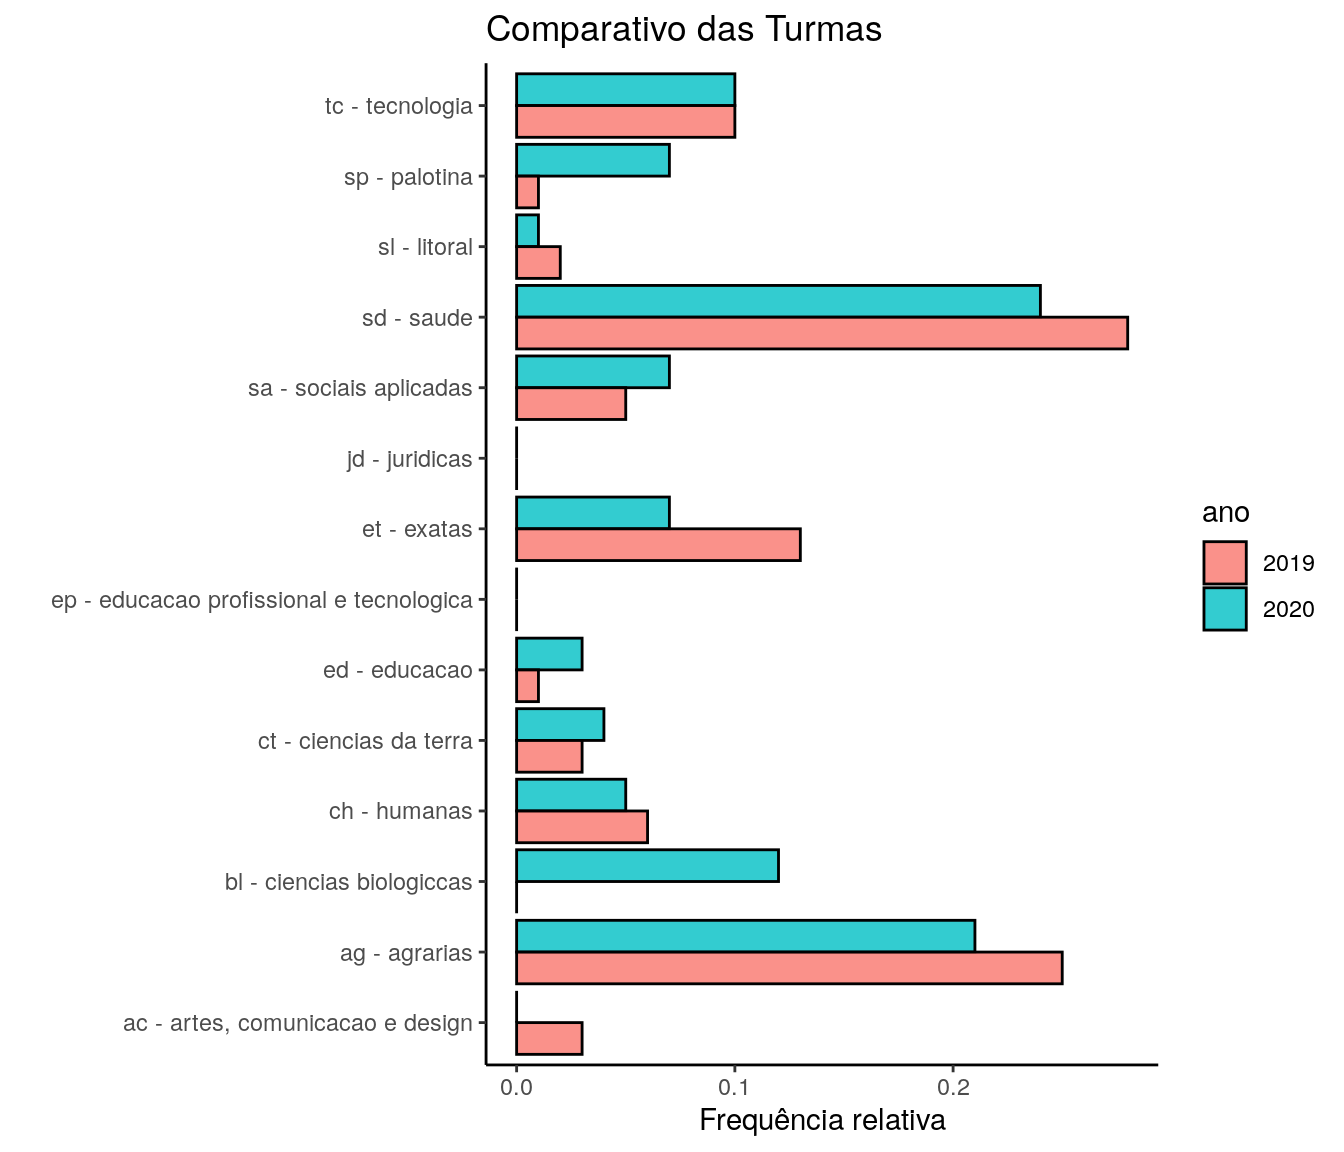 Comparativo das Turmas
tc - tecnologia
sp - palotina
sl - litoral
sd - saude
sa - sociais aplicadas
jd - juridicas
et - exatas
ep - educacao profissional e tecnologica
ed - educacao
ct - ciencias da terra
ch - humanas
bl - ciencias biologiccas
ag - agrarias
ac - artes, comunicacao e design
0.0 0.1 0.2
Frequência relativa
ano
2019
2020